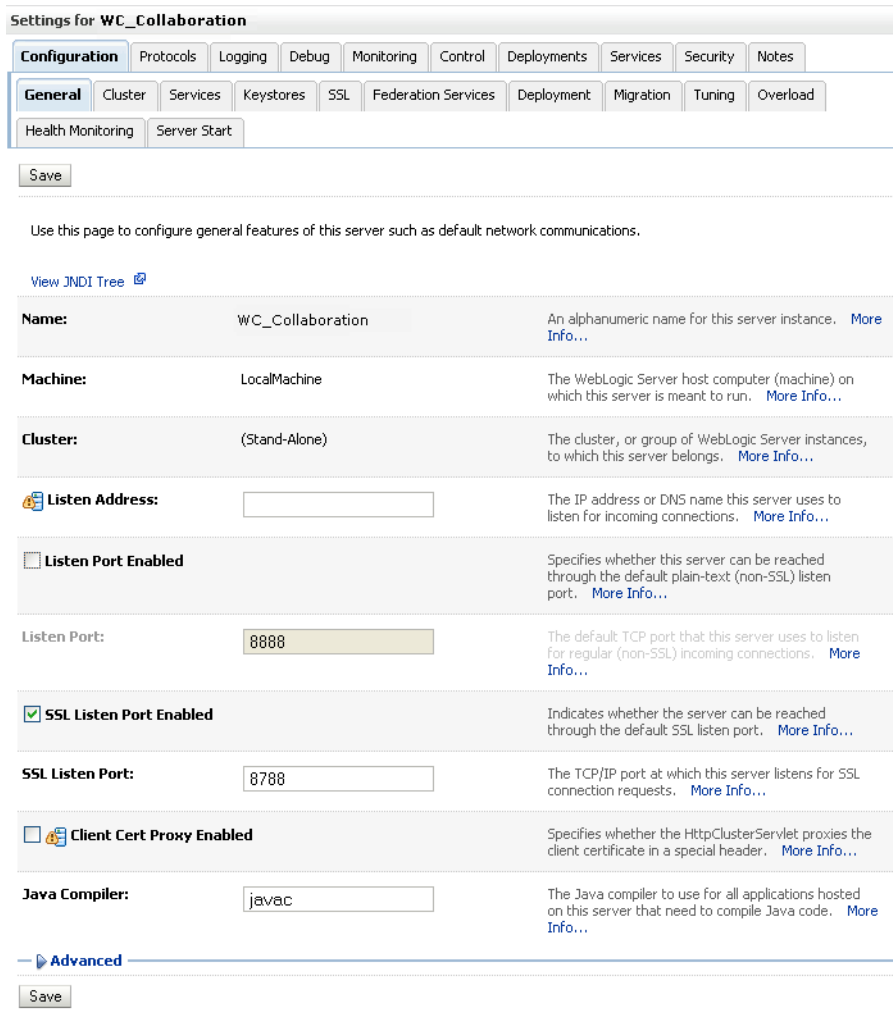 Settings for WC_Collaboration
Configuration Protocols Logging Debug Monitoring Control Deployments Services Security Notes
General Cluster Services Keystores SSL Federation Services Deployment Migration Tuning Overload
Health Monitoring Server Start
Save
Use this page to configure general features of this server such as default network communications.
View JNDI Tree
Name: WC_Collaboration An alphanumeric name for this server instance. More
Info...
Machine: LocalMachine The WebLogic Server host computer (machine) on
which this server is meant to run. More Info...
Cluster: (Stand-Alone) The cluster, or group of WebLogic Server instances,
to which this server belongs. More Info...
Listen Address: The IP address or DNS name this server uses to
listen for incoming connections. More Info...
Listen Port Enabled Specifies whether this server can be reached
through the default plain-text (non-SSL) listen
port. More Info...
Listen Port: 8888 The default TCP port that this server uses to listen
for regular (non-SSL) incoming connections. More
Info...
SSL Listen Port Enabled Indicates whether the server can be reached
through the default SSL listen port. More Info...
SSL Listen Port: 8788 The TCP/IP port at which this server listens for SSL
connection requests. More Info...
Client Cert Proxy Enabled Specifies whether the HttpClusterServlet proxies the
client certificate in a special header. More Info...
Java Compiler: javac The Java compiler to use for all applications hosted
on this server that need to compile Java code. More
Info...
Advanced
Save